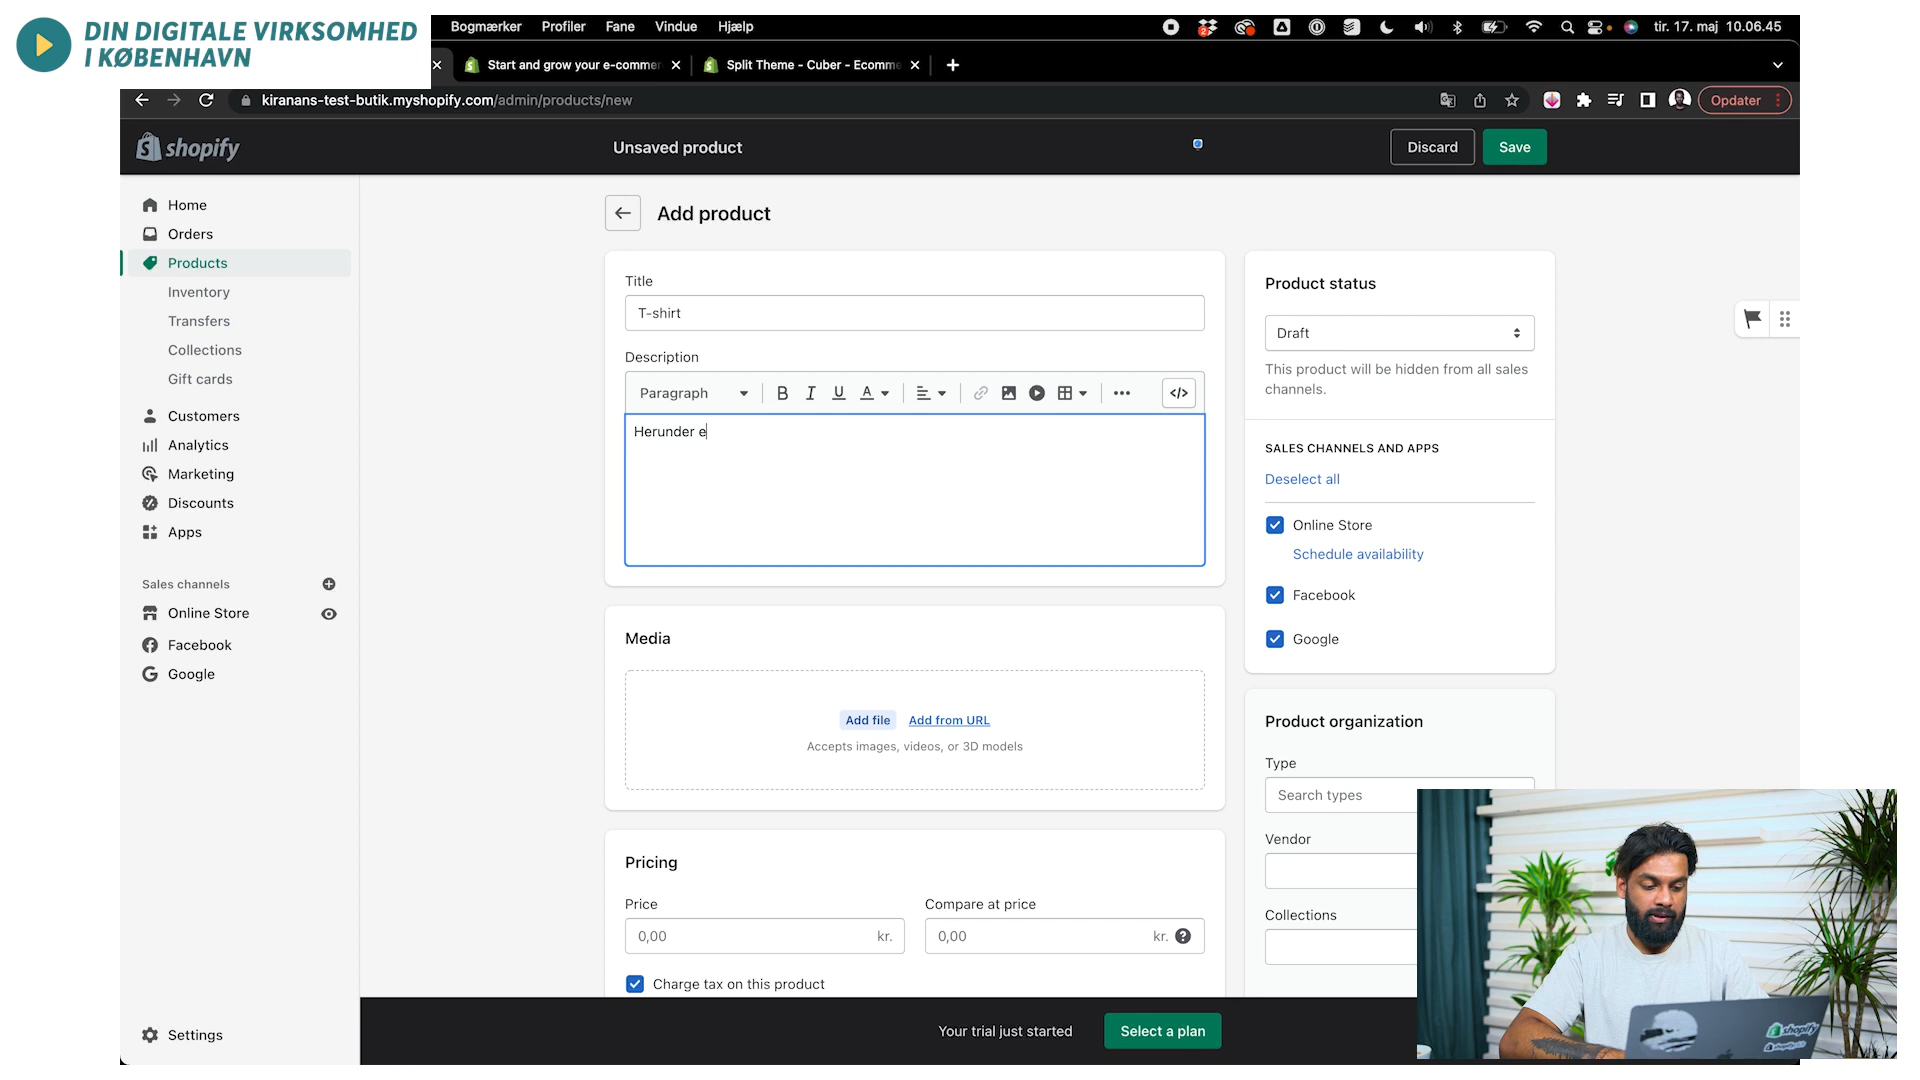 DIN DIGITALE VIRKSOMHED
I KØBENHAVN
Bogmærker Profiler Fane Vindue Hjælp
2
tir. 17. maj 10.06.45
Start and grow your e-commer
Split Theme - Cuber - Ecomme
kiranans-test-butik.myshopify.com/admin/products/new
Opdater
shopify
Unsaved product
Discard
Save
Home
Orders
Products
Inventory
Transfers
Collections
Gift cards
Customers
Analytics
Marketing
Discounts
Apps
Sales channels
Online Store
Facebook
Google
Settings
Add product
Title
T-shirt
Description
Paragraph
B I U A
Herunder e
Media
Add file Add from URL
Accepts images, videos, or 3D models
Pricing
Price
0,00 kr.
Compare at price
0,00 kr.
Charge tax on this product
Product status
Draft
This product will be hidden from all sales
channels.
SALES CHANNELS AND APPS
Deselect all
Online Store
Schedule availability
Facebook
Google
Product organization
Type
Search types
Vendor
Collections
Your trial just started
Select a plan
shopify